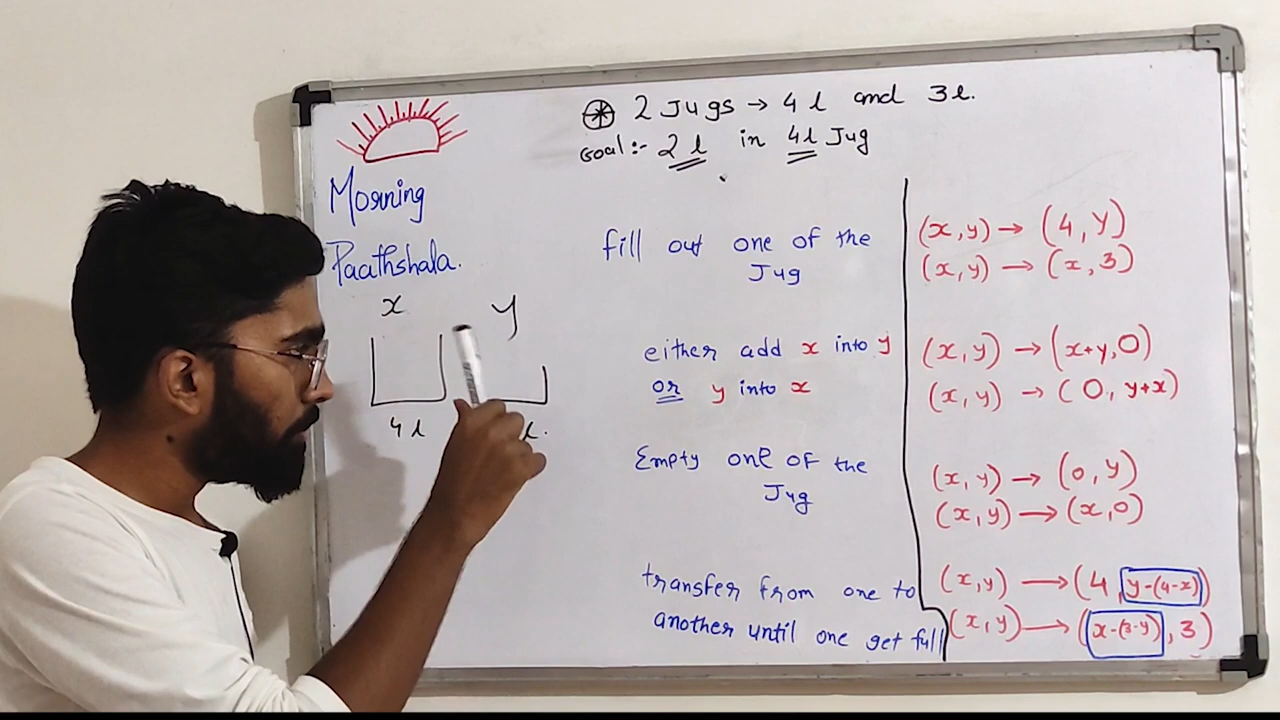 ⊛ 2 Jugs → 4 l and 3 l.
Goal :- 2 l in 4l Jug
Morning
Paathshala.
x y
4 l l.
fill out one of the
Jug
(x, y) → (4, Y)
(x, y) → (x, 3)
either add x into y
or y into x
(x, y) → (x+y, 0)
(x, y) → (0, y+x)
Empty one of the
Jug
(x, y) → (0, y)
(x, y) → (x, 0)
transfer from one to
another until one get full
(x, y) → (4, y-(4-x))
(x, y) → (x-(3-y), 3)